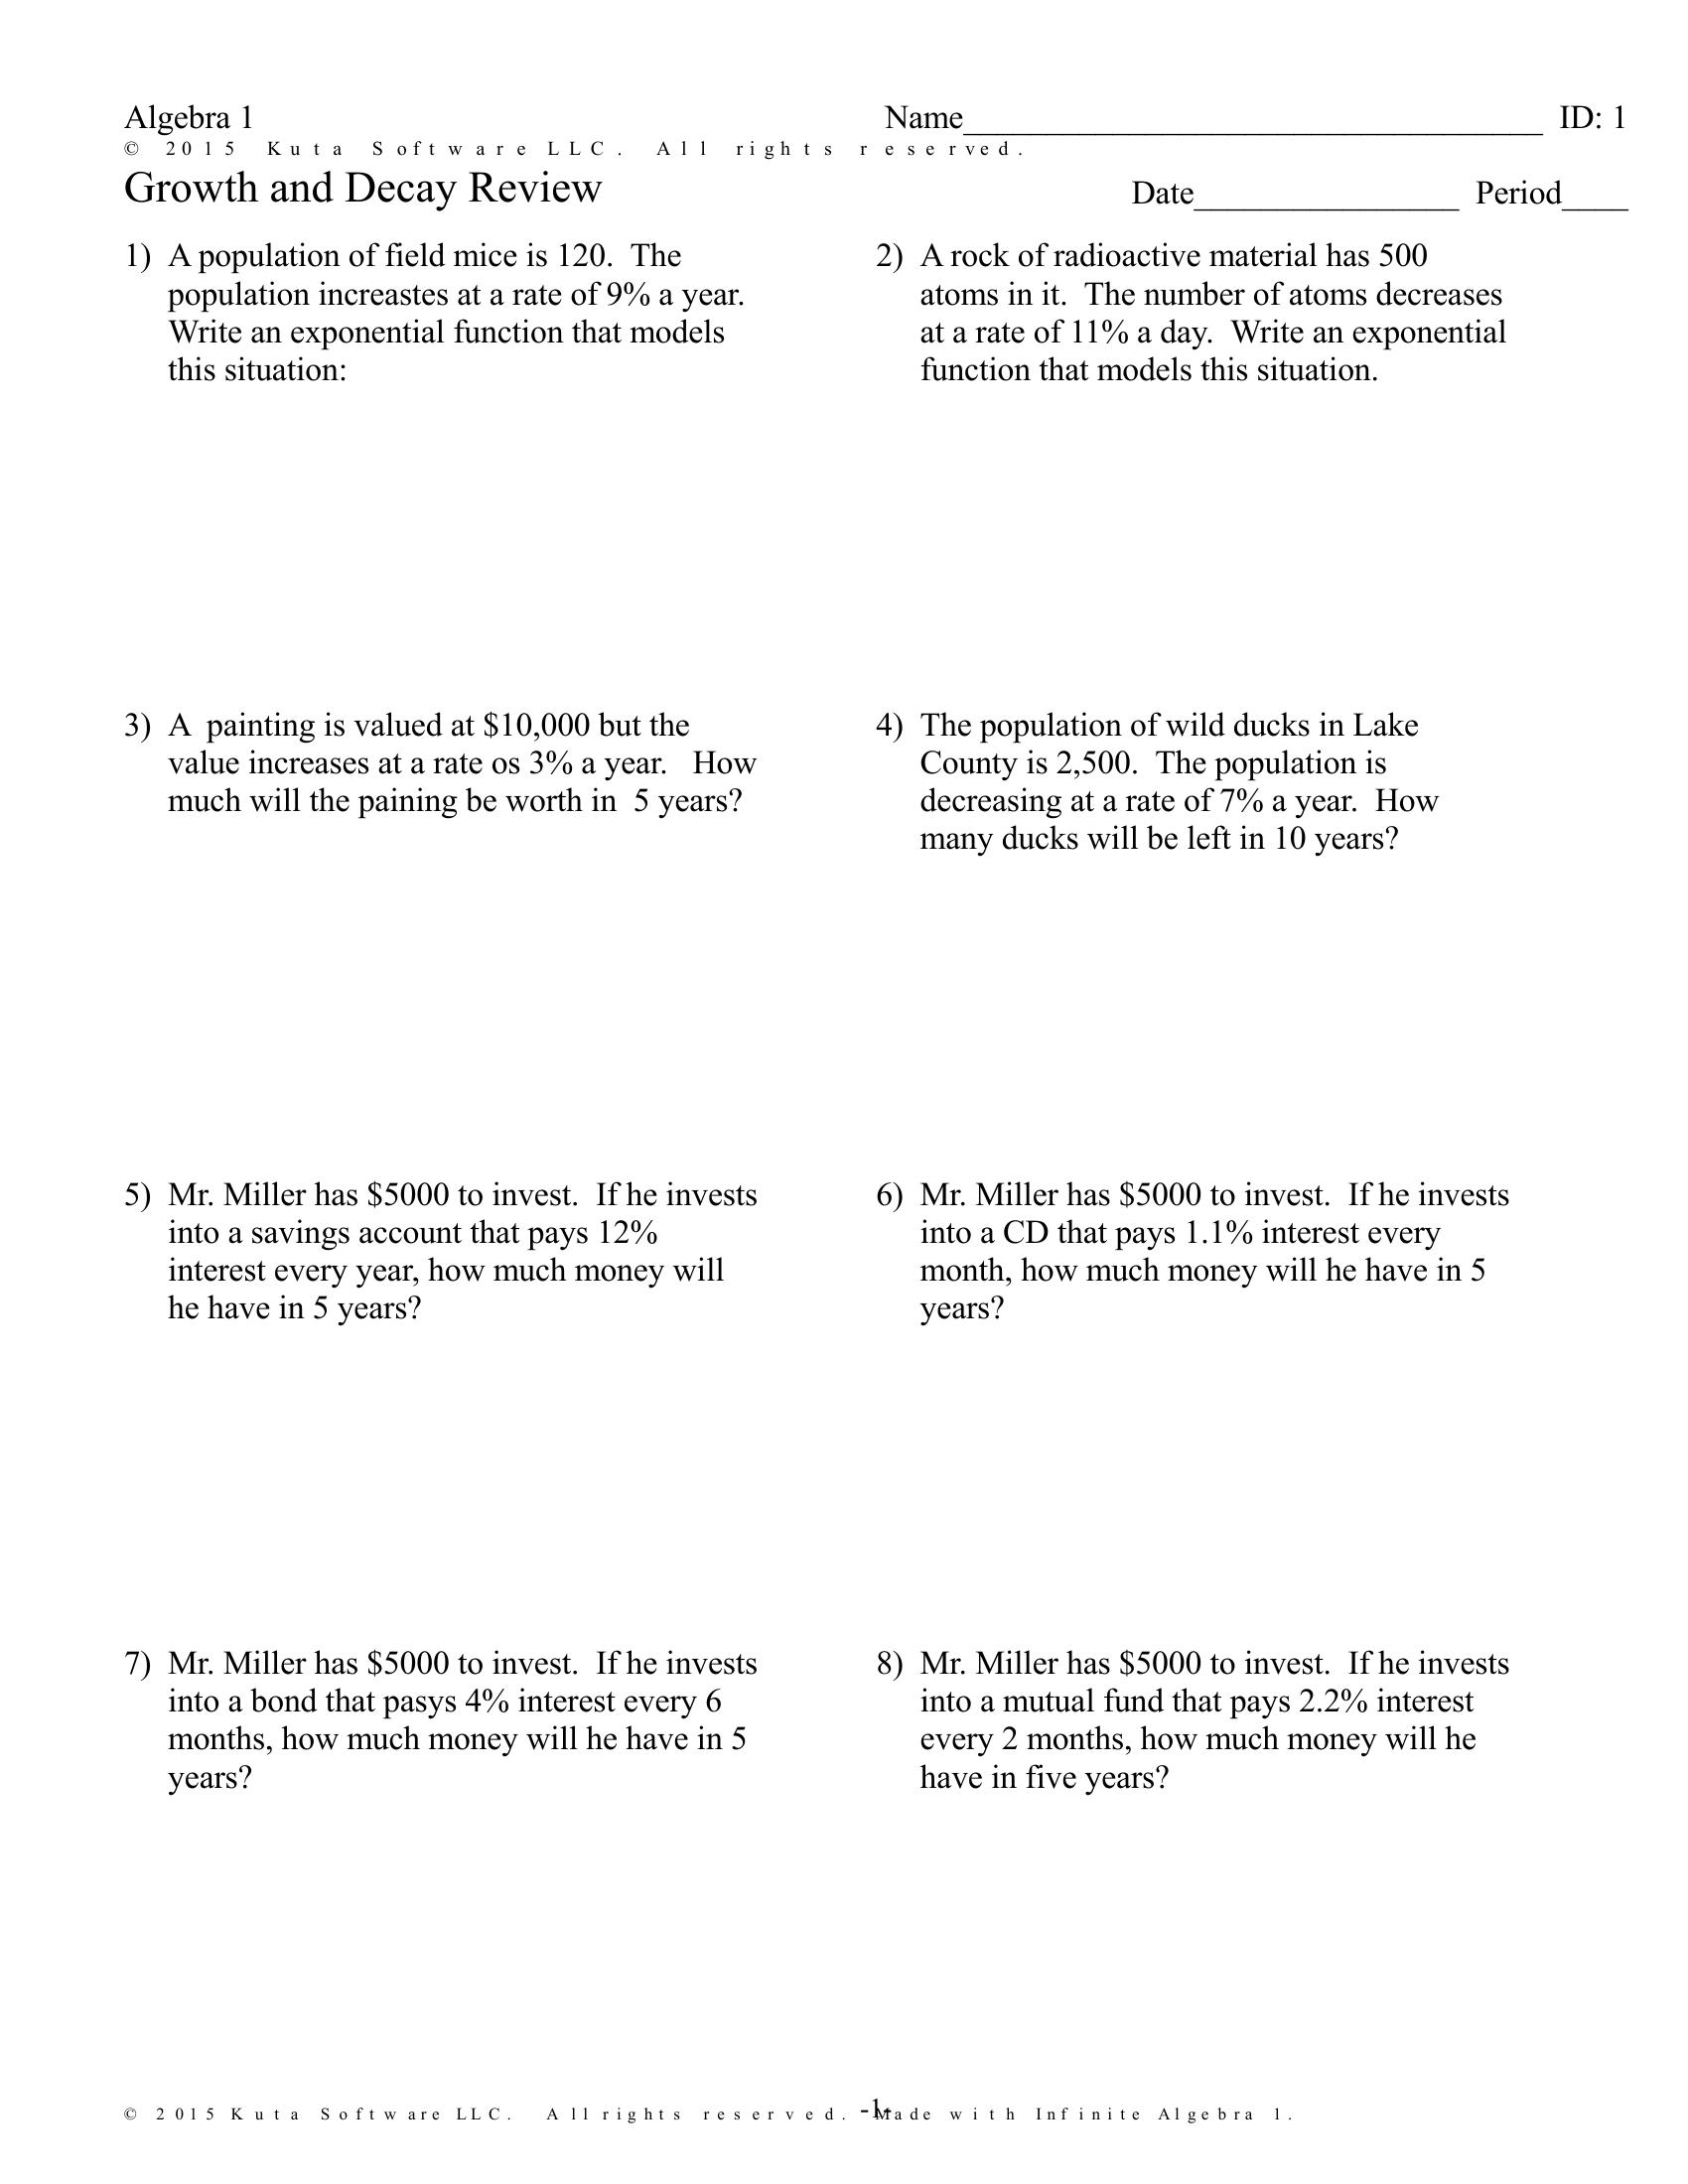 Algebra 1
Name___________________________________ ID: 1
© 2015 Kuta Software LLC. All rights reserved.
Growth and Decay Review
Date________________ Period____
1) A population of field mice is 120. The
population increastes at a rate of 9% a year.
Write an exponential function that models
this situation:
2) A rock of radioactive material has 500
atoms in it. The number of atoms decreases
at a rate of 11% a day. Write an exponential
function that models this situation.
3) A painting is valued at $10,000 but the
value increases at a rate os 3% a year. How
much will the paining be worth in 5 years?
4) The population of wild ducks in Lake
County is 2,500. The population is
decreasing at a rate of 7% a year. How
many ducks will be left in 10 years?
5) Mr. Miller has $5000 to invest. If he invests
into a savings account that pays 12%
interest every year, how much money will
he have in 5 years?
6) Mr. Miller has $5000 to invest. If he invests
into a CD that pays 1.1% interest every
month, how much money will he have in 5
years?
7) Mr. Miller has $5000 to invest. If he invests
into a bond that pasys 4% interest every 6
months, how much money will he have in 5
years?
8) Mr. Miller has $5000 to invest. If he invests
into a mutual fund that pays 2.2% interest
every 2 months, how much money will he
have in five years?
© 2015 Kuta Software LLC. All rights reserved. -1- Made with Infinite Algebra 1.